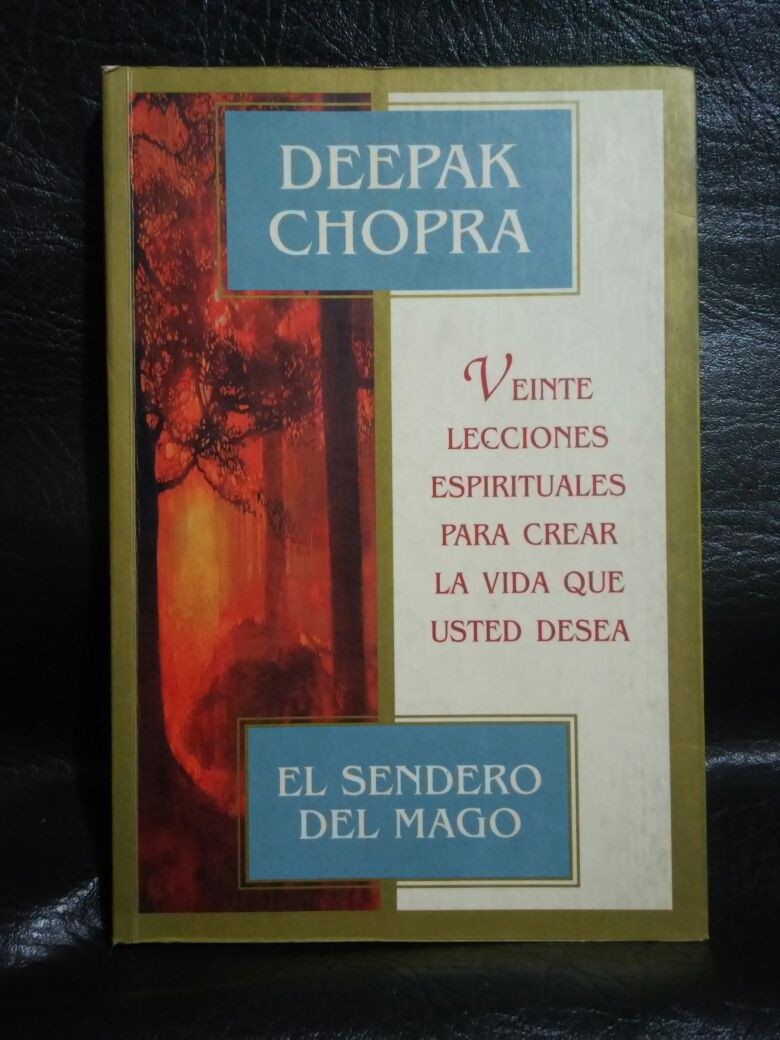 DEEPAK
CHOPRA
VEINTE
LECCIONES
ESPIRITUALES
PARA CREAR
LA VIDA QUE
USTED DESEA
EL SENDERO
DEL MAGO